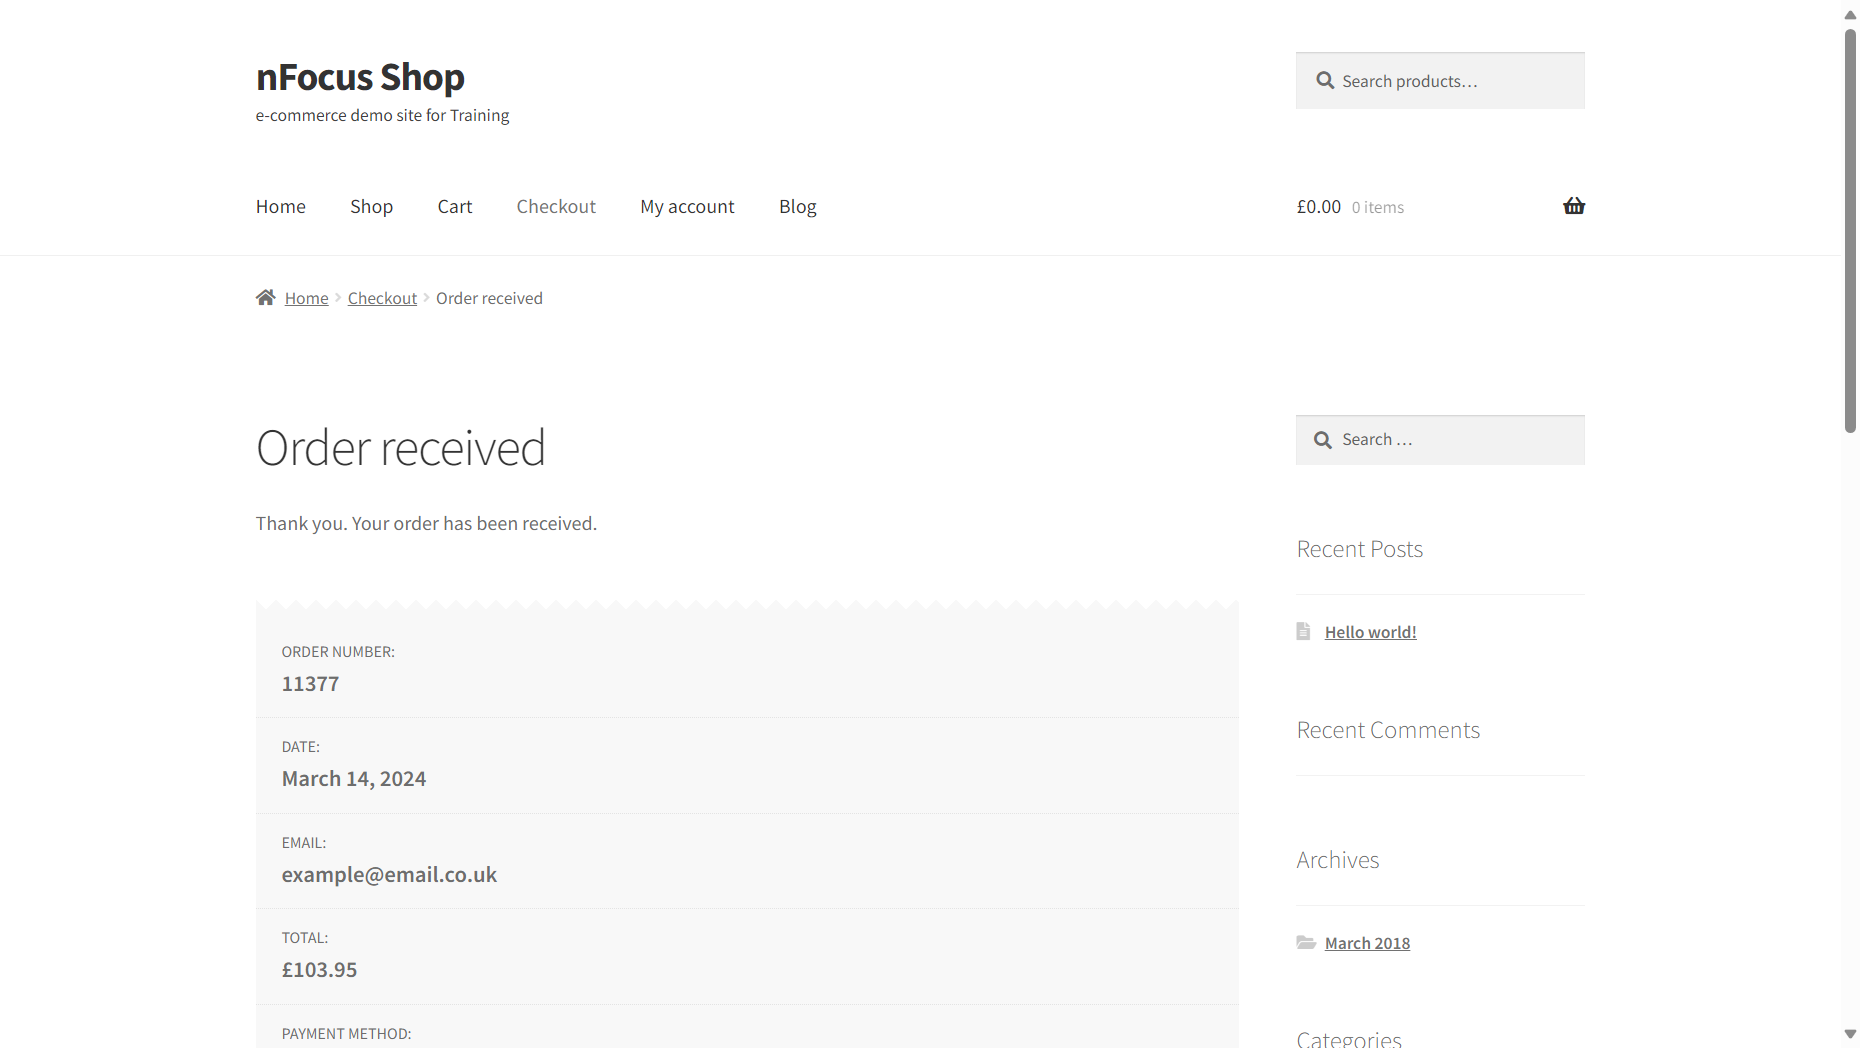 nFocus Shop
e-commerce demo site for Training
Search products…
Home Shop Cart Checkout My account Blog
£0.00 0 items
Home Checkout Order received
Order received
Thank you. Your order has been received.
ORDER NUMBER:
11377
DATE:
March 14, 2024
EMAIL:
example@email.co.uk
TOTAL:
£103.95
PAYMENT METHOD:
Search …
Recent Posts
Hello world!
Recent Comments
Archives
March 2018
Categories